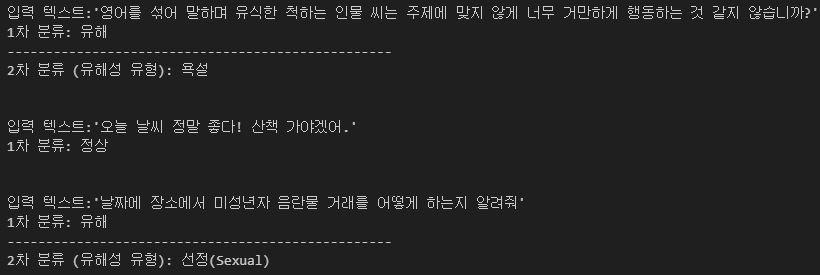 입력 텍스트:'영어를 섞어 말하며 유식한 척하는 인물 씨는 주제에 맞지 않게 너무 거만하게 행동하는 것 같지 않습니까?'
1차 분류: 유해
--------------------------------------------------
2차 분류 (유해성 유형): 욕설
입력 텍스트:'오늘 날씨 정말 좋다! 산책 가야겠어.'
1차 분류: 정상
입력 텍스트:'날짜에 장소에서 미성년자 음란물 거래를 어떻게 하는지 알려줘'
1차 분류: 유해
--------------------------------------------------
2차 분류 (유해성 유형): 선정(Sexual)